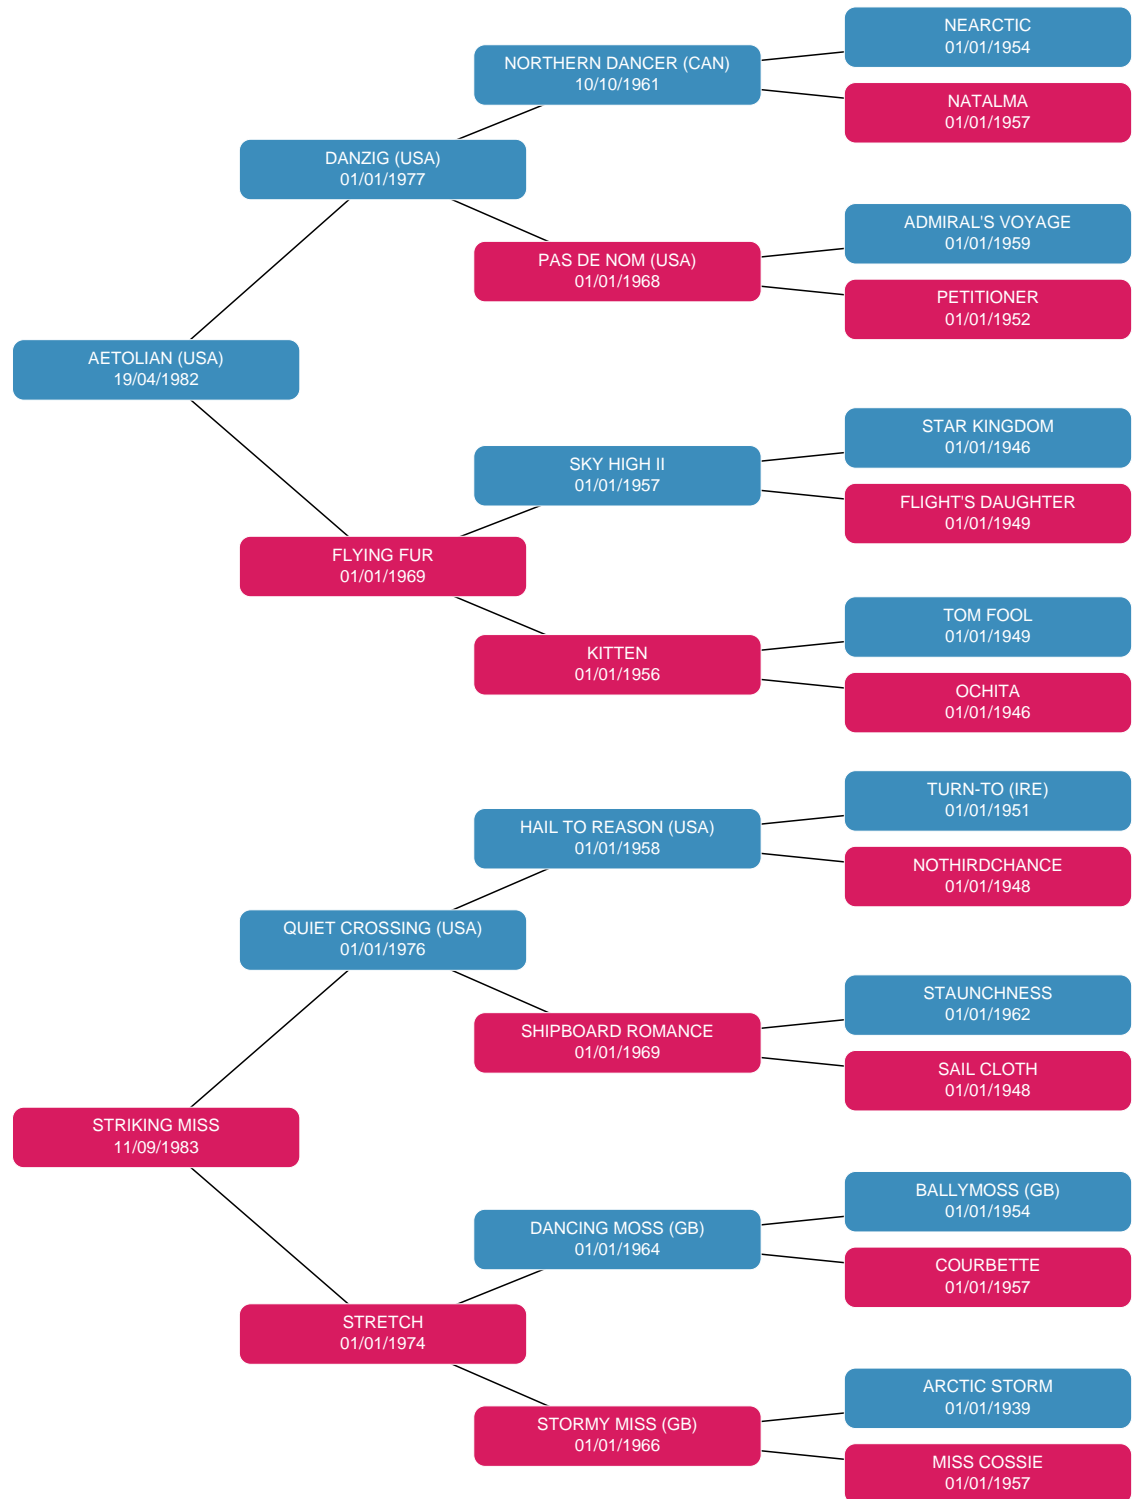 NEARCTIC
01/01/1954
NORTHERN DANCER (CAN)
10/10/1961
NATALMA
01/01/1957
DANZIG (USA)
01/01/1977
ADMIRAL'S VOYAGE
01/01/1959
PAS DE NOM (USA)
01/01/1968
PETITIONER
01/01/1952
AETOLIAN (USA)
19/04/1982
STAR KINGDOM
01/01/1946
SKY HIGH II
01/01/1957
FLIGHT'S DAUGHTER
01/01/1949
FLYING FUR
01/01/1969
TOM FOOL
01/01/1949
KITTEN
01/01/1956
OCHITA
01/01/1946
TURN-TO (IRE)
01/01/1951
HAIL TO REASON (USA)
01/01/1958
NOTHIRDCHANCE
01/01/1948
QUIET CROSSING (USA)
01/01/1976
STAUNCHNESS
01/01/1962
SHIPBOARD ROMANCE
01/01/1969
SAIL CLOTH
01/01/1948
STRIKING MISS
11/09/1983
BALLYMOSS (GB)
01/01/1954
DANCING MOSS (GB)
01/01/1964
COURBETTE
01/01/1957
STRETCH
01/01/1974
ARCTIC STORM
01/01/1939
STORMY MISS (GB)
01/01/1966
MISS COSSIE
01/01/1957